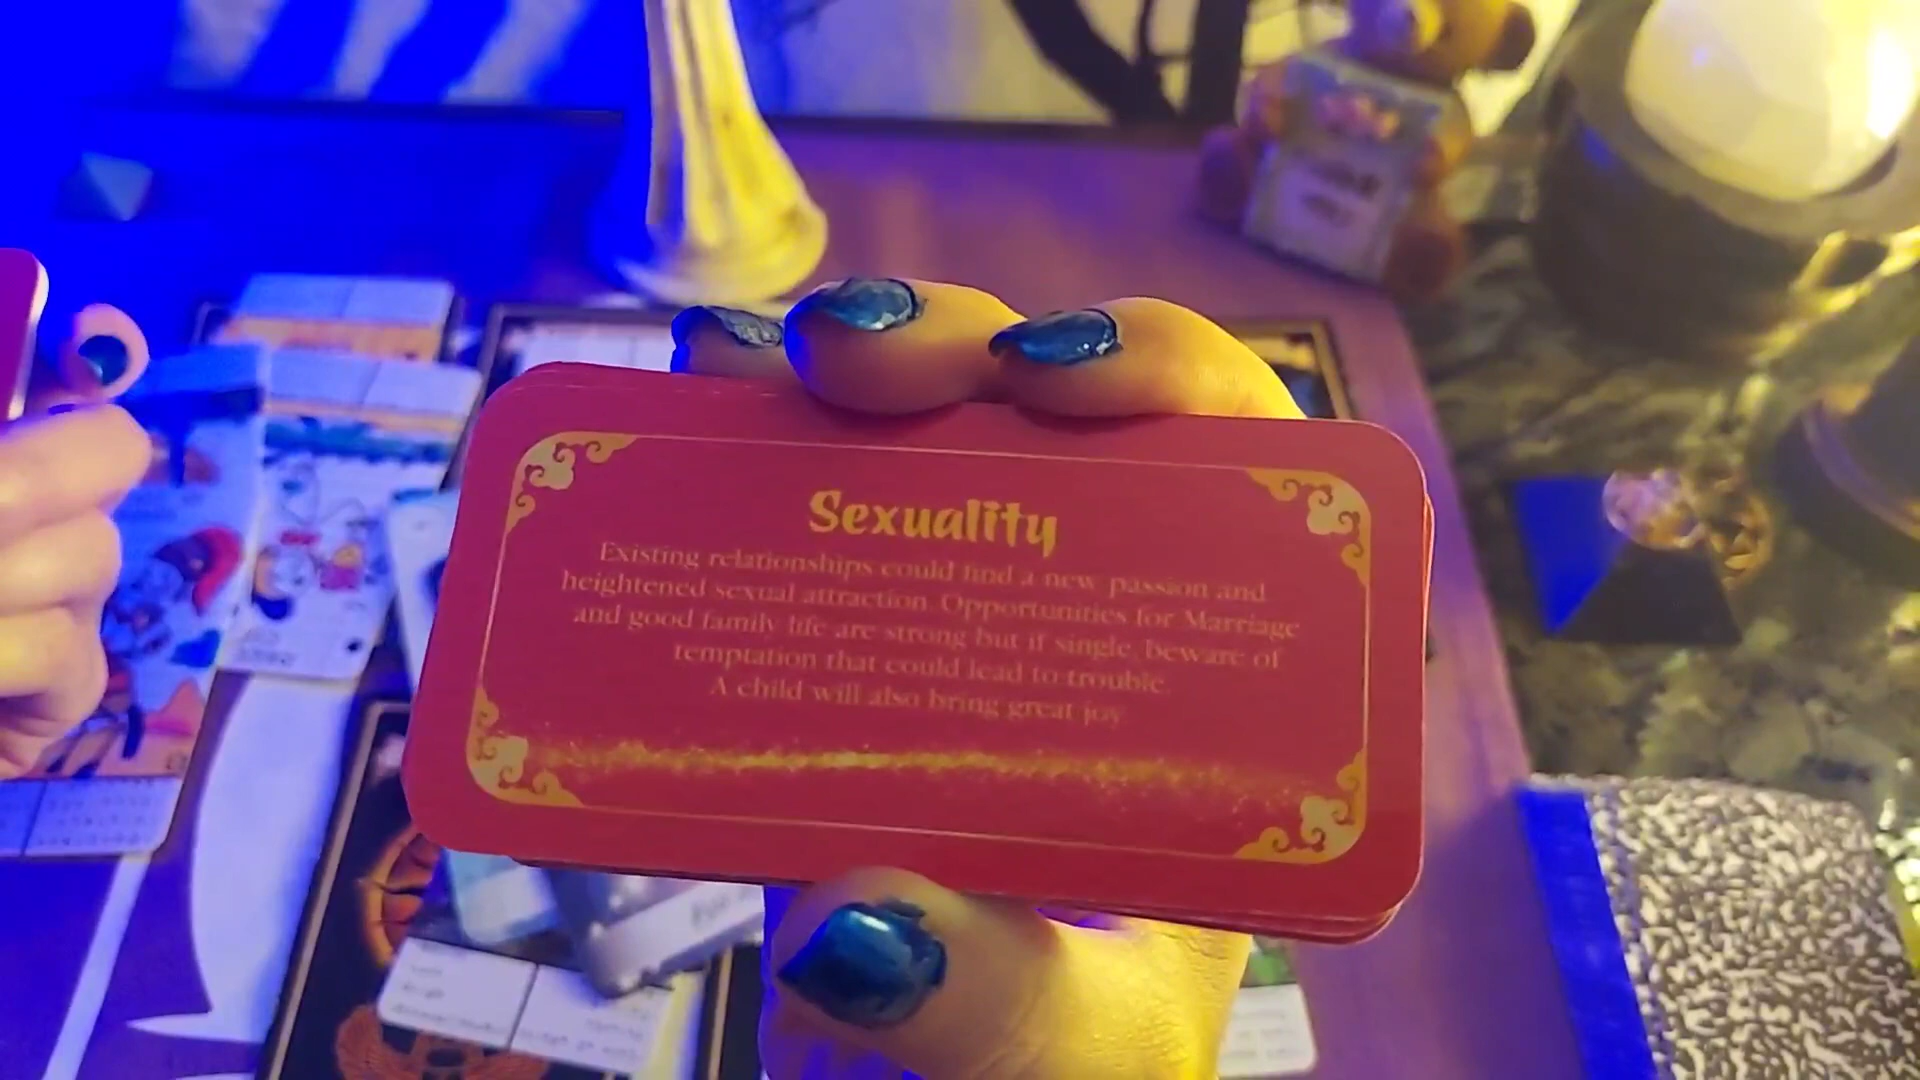 Sexuality
Existing relationships could find a new passion and
heightened sexual attraction. Opportunities for Marriage
and good family life are strong but if single, beware of
temptation that could lead to trouble.
A child will also bring great joy.